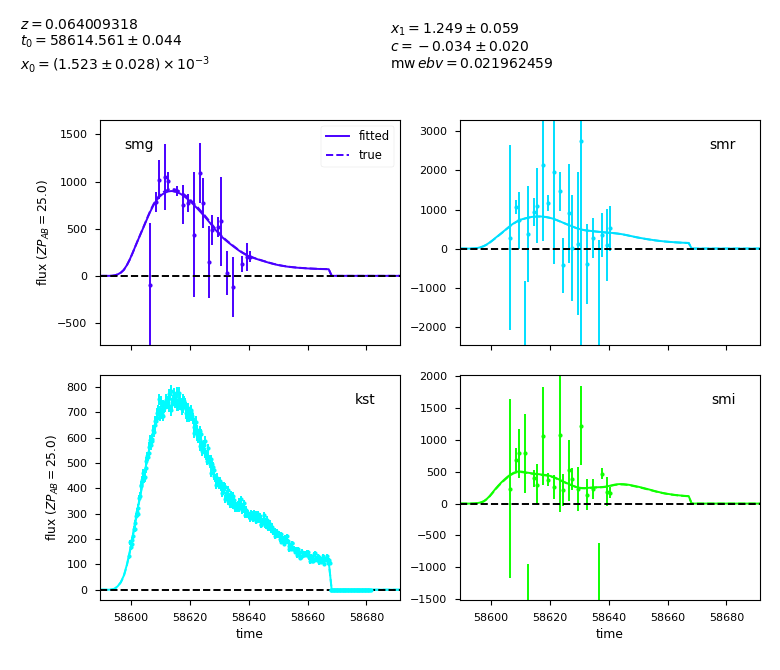 z = 0.064009318
t₀ = 58614.561 ± 0.044
x₀ = (1.523 ± 0.028) × 10⁻³
x₁ = 1.249 ± 0.059
c = −0.034 ± 0.020
mw ebv = 0.021962459
1500
1000
500
0
−500
flux (ZP_AB = 25.0)
smg
fitted
true
3000
2000
1000
0
−1000
−2000
smr
800
700
600
500
400
300
200
100
0
flux (ZP_AB = 25.0)
kst
58600
58620
58640
58660
58680
time
2000
1500
1000
500
0
−500
−1000
−1500
smi
58600
58620
58640
58660
58680
time